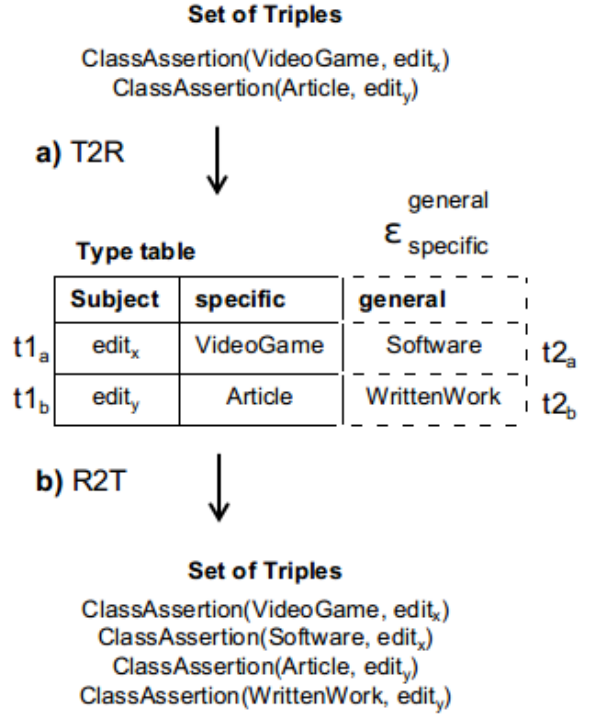 Set of Triples
ClassAssertion(VideoGame, editx)
ClassAssertion(Article, edity)
a) T2R
general
ε
specific
Type table
Subject specific general
t1a editx VideoGame Software t2a
t1b edity Article WrittenWork t2b
b) R2T
Set of Triples
ClassAssertion(VideoGame, editx)
ClassAssertion(Software, editx)
ClassAssertion(Article, edity)
ClassAssertion(WrittenWork, edity)